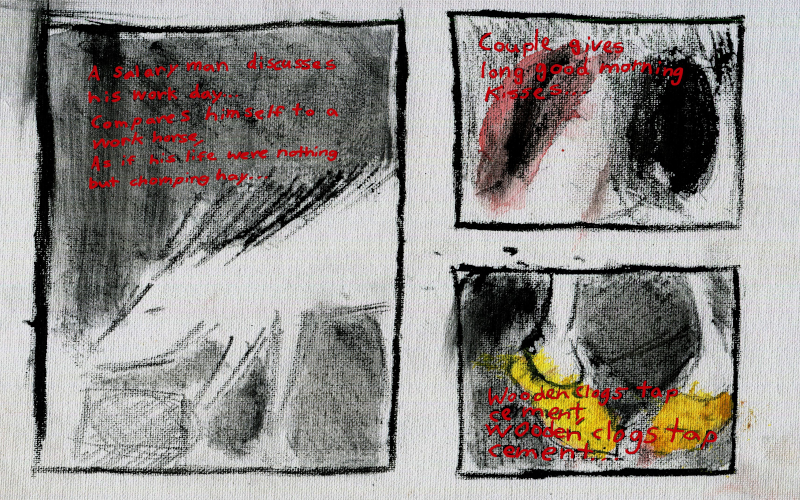 A salary man discusses
his work day...
Compares himself to a
work horse,
As if his life were nothing
but chomping hay...
Couple gives
long good morning
kisses...
Wooden clogs tap
cement,
Wooden clogs tap
cement...